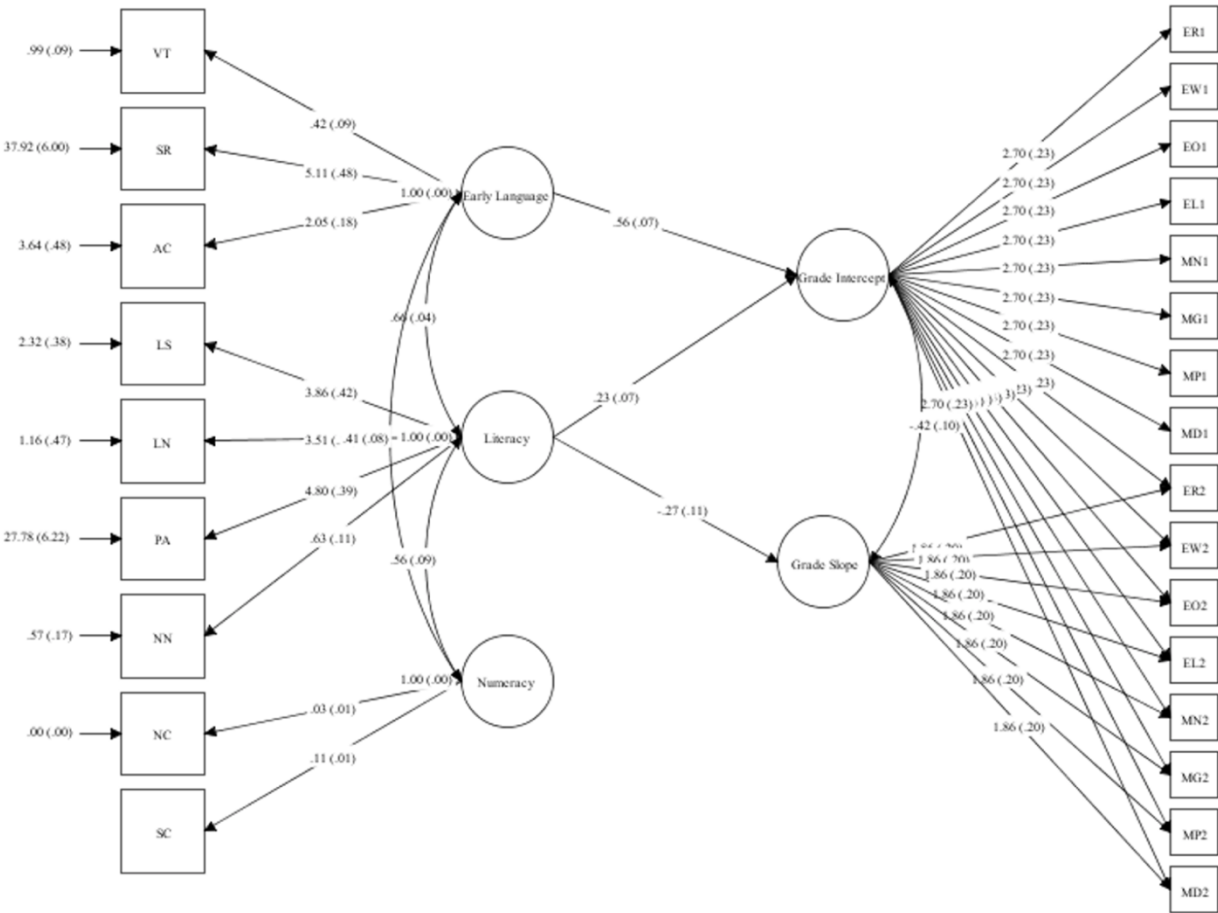 .99 (.09)
VT
37.92 (6.00)
SR
3.64 (.48)
AC
2.32 (.38)
LS
1.16 (.47)
LN
27.78 (6.22)
PA
.57 (.17)
NN
.00 (.00)
NC
SC
.42 (.09)
5.11 (.48)
2.05 (.18)
3.86 (.42)
3.51 (.
.41 (.08)
4.80 (.39)
.63 (.11)
.03 (.01)
.11 (.01)
1.00 (.00)
Early Language
.66 (.04)
1.00 (.00)
Literacy
.56 (.09)
1.00 (.00)
Numeracy
.56 (.07)
.23 (.07)
-.27 (.11)
Grade Intercept
-.42 (.10)
Grade Slope
2.70 (.23)
2.70 (.23)
2.70 (.23)
2.70 (.23)
2.70 (.23)
2.70 (.23)
2.70 (.23)
2.70 (.23)
2.70 (.23)
1.86 (.20)
1.86 (.20)
1.86 (.20)
1.86 (.20)
1.86 (.20)
1.86 (.20)
1.86 (.20)
ER1
EW1
EO1
EL1
MN1
MG1
MP1
MD1
ER2
EW2
EO2
EL2
MN2
MG2
MP2
MD2